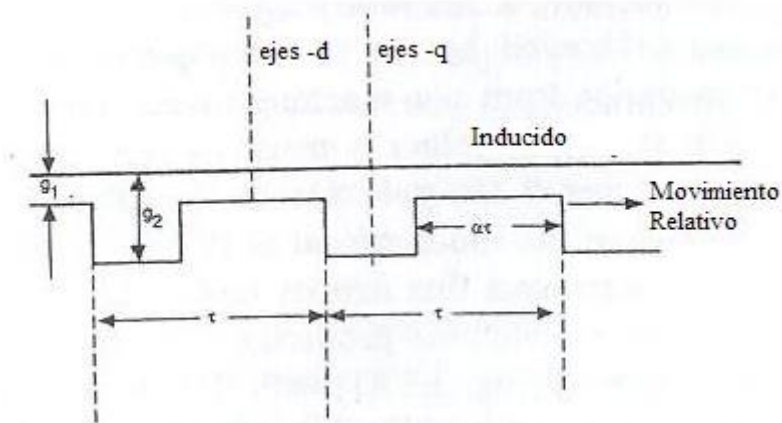 ejes -d ejes -q
Inducido
g₁
g₂
Movimiento
Relativo
ατ
τ
τ